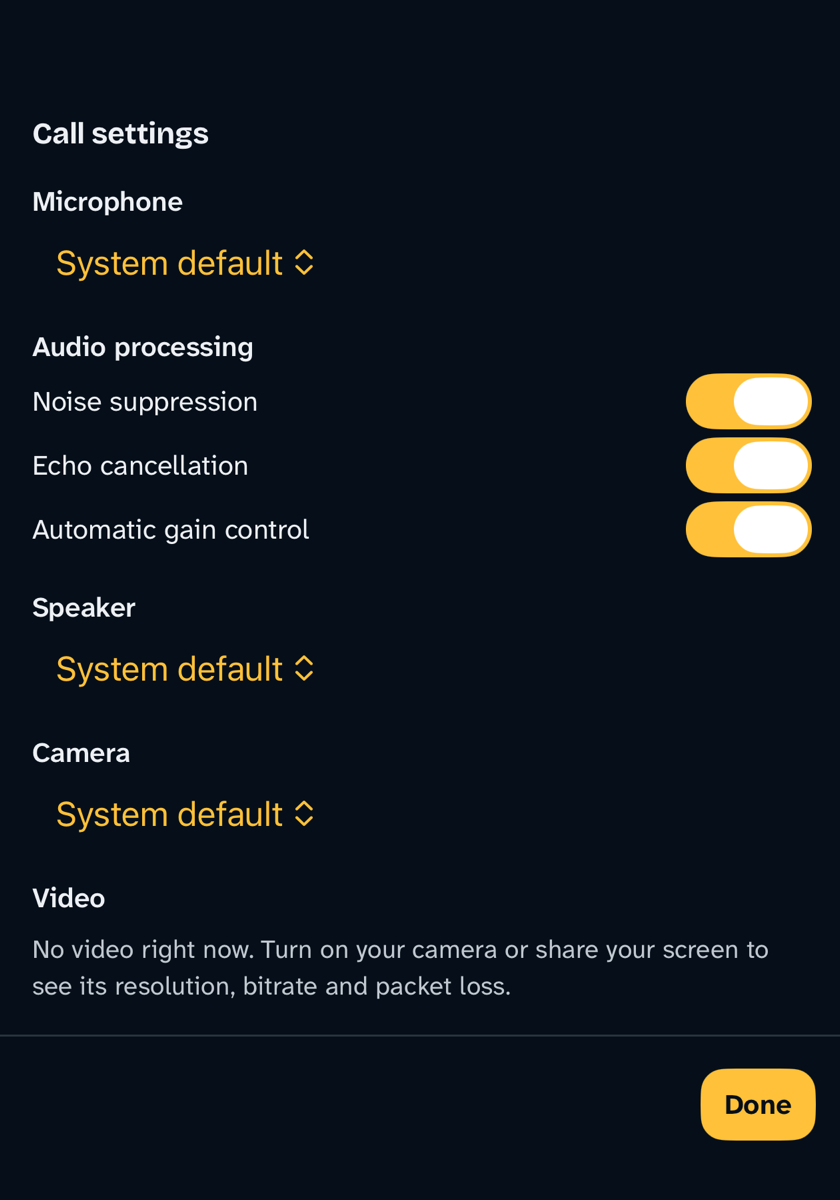 Call settings
Microphone
System default
Audio processing
Noise suppression
Echo cancellation
Automatic gain control
Speaker
System default
Camera
System default
Video
No video right now. Turn on your camera or share your screen to
see its resolution, bitrate and packet loss.
Done